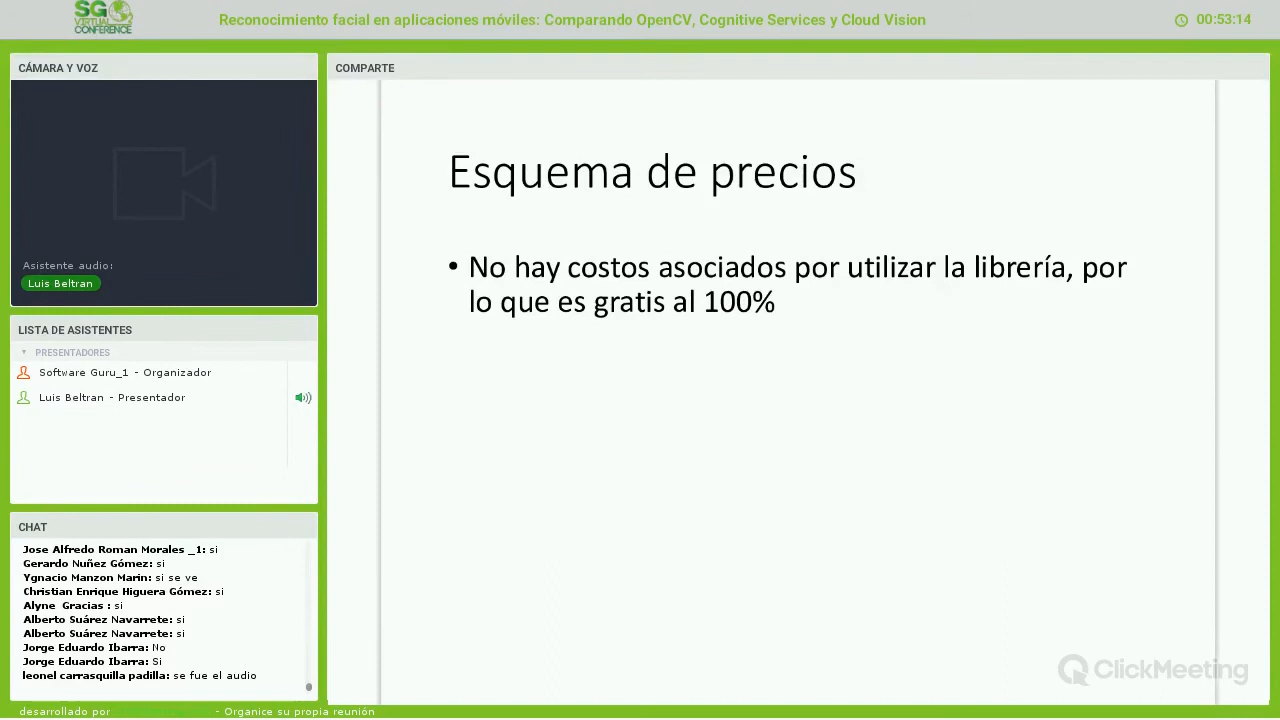 SG
VIRTUAL
CONFERENCE
Reconocimiento facial en aplicaciones móviles: Comparando OpenCV, Cognitive Services y Cloud Vision
00:53:14
CÁMARA Y VOZ
Asistente audio:
Luis Beltran
LISTA DE ASISTENTES
PRESENTADORES
Software Guru_1 - Organizador
Luis Beltran - Presentador
CHAT
Jose Alfredo Roman Morales _1: si
Gerardo Nuñez Gómez: si
Ygnacio Manzon Marin: si se ve
Christian Enrique Higuera Gómez: si
Alyne  Gracias : si
Alberto Suárez Navarrete: si
Alberto Suárez Navarrete: si
Jorge Eduardo Ibarra: No
Jorge Eduardo Ibarra: Si
leonel carrasquilla padilla: se fue el audio
desarrollado por - Organice su propia reunión
COMPARTE
Esquema de precios
• No hay costos asociados por utilizar la librería, por
lo que es gratis al 100%
ClickMeeting